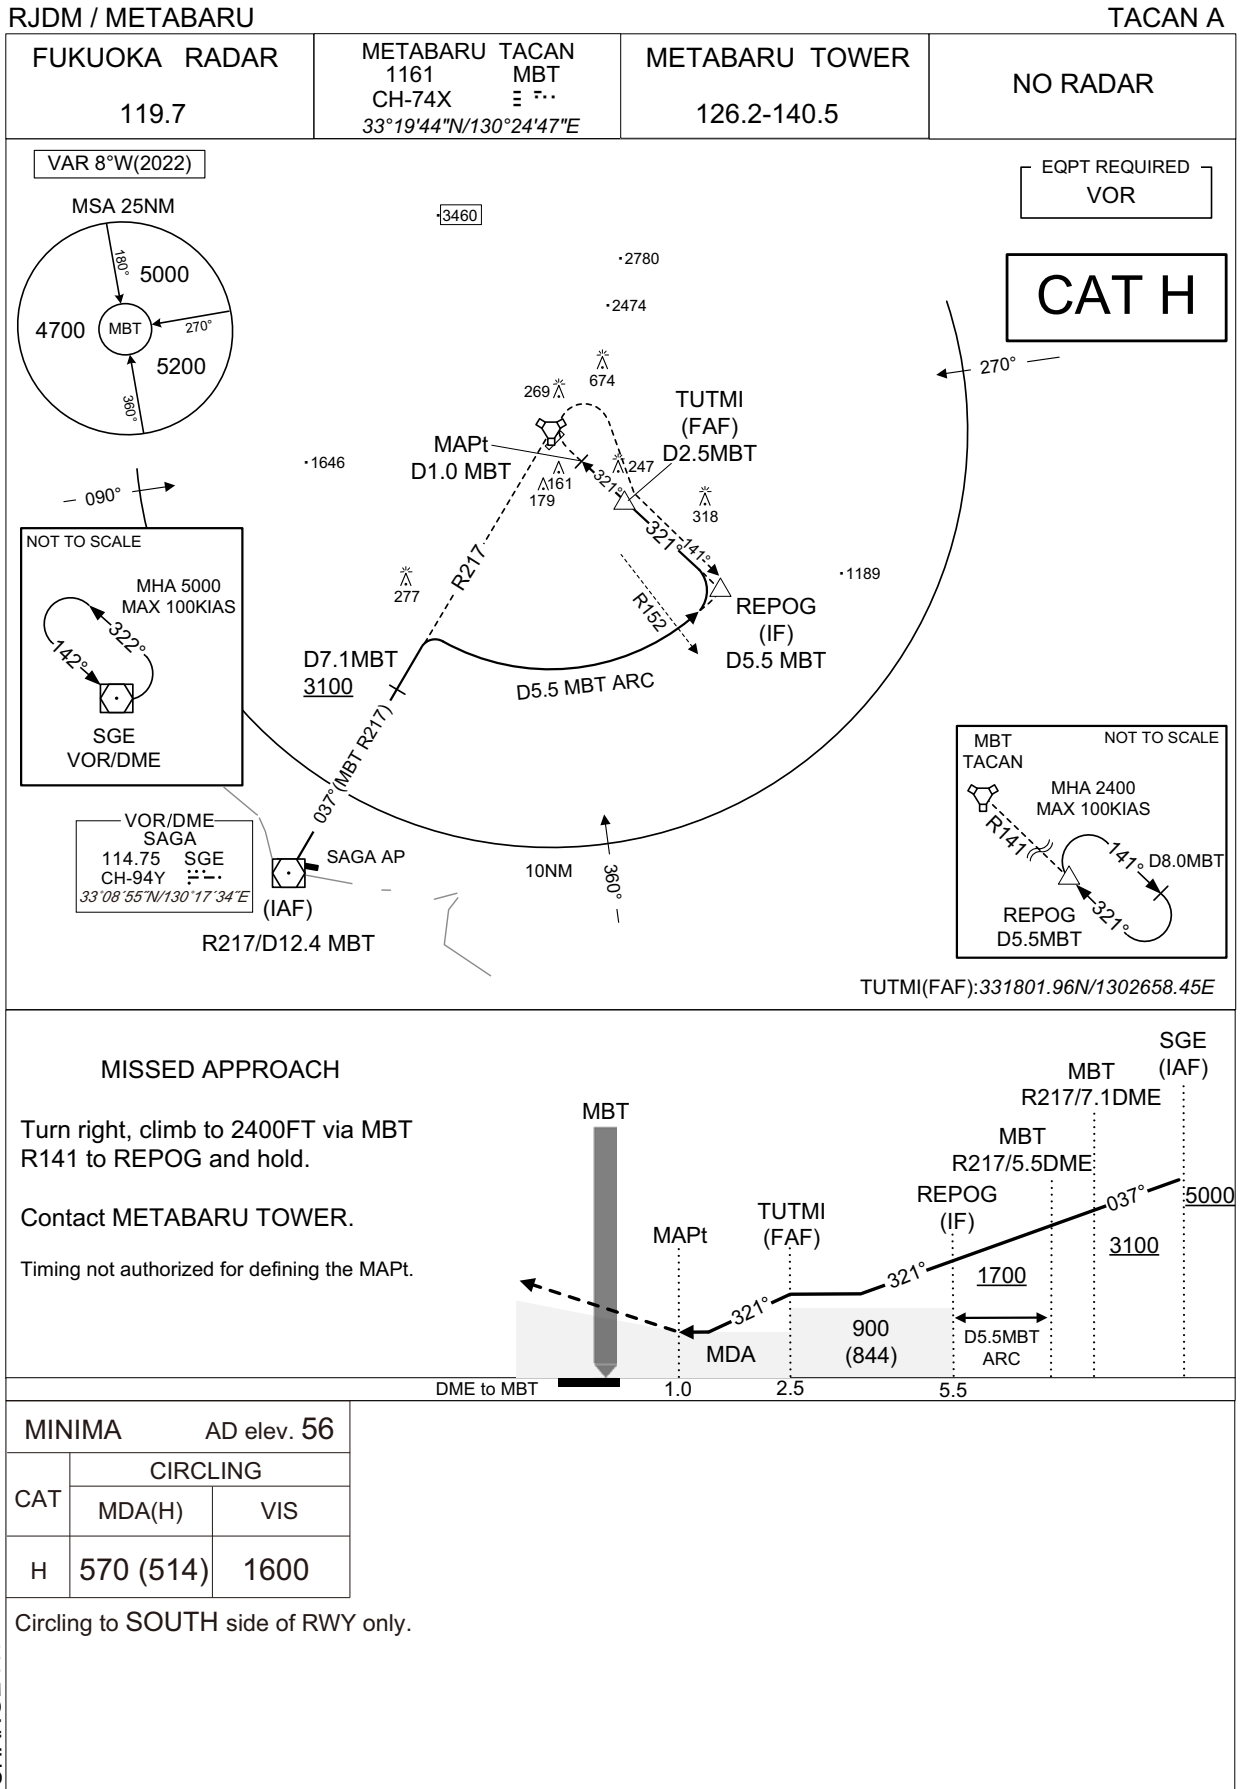 RJDM / METABARU
TACAN A
FUKUOKA RADAR
119.7
METABARU TACAN
1161 MBT
CH-74X
33°19'44"N/130°24'47"E
METABARU TOWER
126.2-140.5
NO RADAR
VAR 8°W(2022)
MSA 25NM
180°
5000
4700
MBT
270°
5200
360°
3460
2780
2474
EQPT REQUIRED
VOR
CAT H
270°
674
269
TUTMI
(FAF)
D2.5MBT
MAPt
D1.0 MBT
1646
247
161
179
321°
318
090°
321°
141°
1189
R217
277
R152
REPOG
(IF)
D5.5 MBT
NOT TO SCALE
MHA 5000
MAX 100KIAS
322°
142°
SGE
VOR/DME
D7.1MBT
3100
D5.5 MBT ARC
037°(MBT R217)
VOR/DME
SAGA
114.75 SGE
CH-94Y
33°08'55"N/130°17'34"E
SAGA AP
(IAF)
R217/D12.4 MBT
10NM
360°
MBT
TACAN
NOT TO SCALE
MHA 2400
MAX 100KIAS
R141
141°
D8.0MBT
321°
REPOG
D5.5MBT
TUTMI(FAF):331801.96N/1302658.45E
MISSED APPROACH
Turn right, climb to 2400FT via MBT
R141 to REPOG and hold.
Contact METABARU TOWER.
Timing not authorized for defining the MAPt.
SGE
(IAF)
MBT
R217/7.1DME
MBT
MBT
R217/5.5DME
REPOG
(IF)
TUTMI
(FAF)
MAPt
037°
5000
3100
321°
1700
321°
900
(844)
D5.5MBT
ARC
MDA
DME to MBT
1.0
2.5
5.5
MINIMA AD elev. 56
CAT
CIRCLING
MDA(H) VIS
H 570 (514) 1600
Circling to SOUTH side of RWY only.